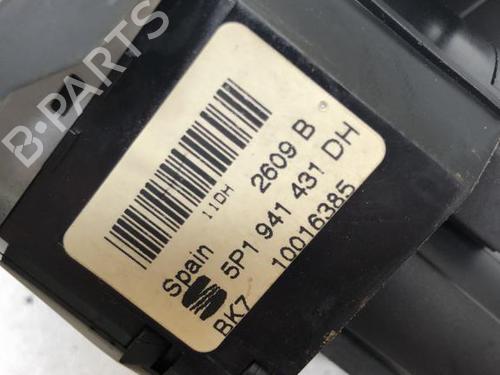 11DH
2609 B
Spain 5P1 941 431 DH
BK7 10016385
B-PARTS